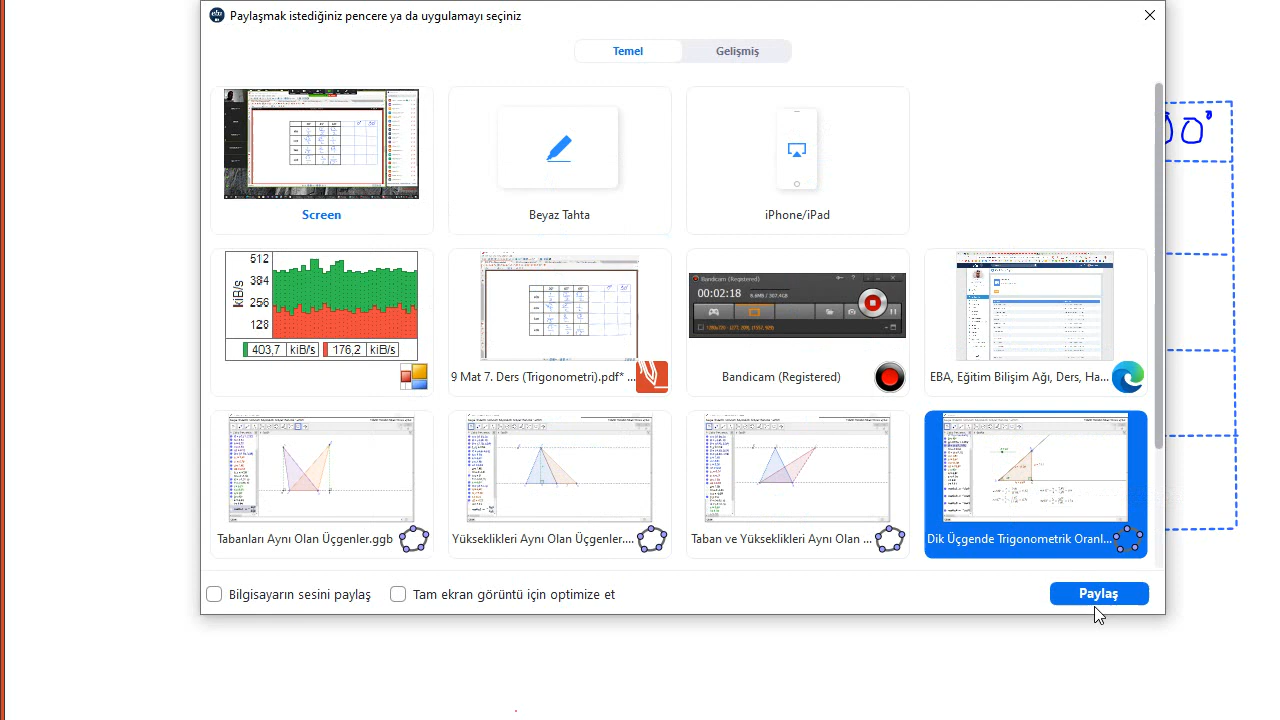 Paylaşmak istediğiniz pencere ya da uygulamayı seçiniz
Temel
Gelişmiş
Screen
Beyaz Tahta
iPhone/iPad
512
384
256
128
kiB/s
403,7 kiB/s
176,2 kiB/s
9 Mat 7. Ders (Trigonometri).pdf* ...
Bandicam (Registered)
00:02:18
Bandicam (Registered)
EBA, Eğitim Bilişim Ağı, Ders, Ha...
Tabanları Aynı Olan Üçgenler.ggb
Yükseklikleri Aynı Olan Üçgenler....
Taban ve Yükseklikleri Aynı Olan ...
Dik Üçgende Trigonometrik Oranl...
Bilgisayarın sesini paylaş
Tam ekran görüntü için optimize et
Paylaş